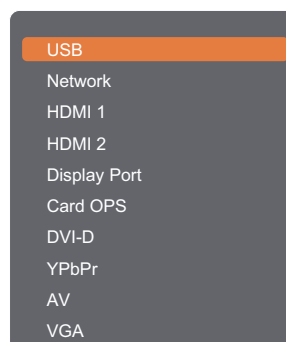 USB
Network
HDMI 1
HDMI 2
Display Port
Card OPS
DVI-D
YPbPr
AV
VGA